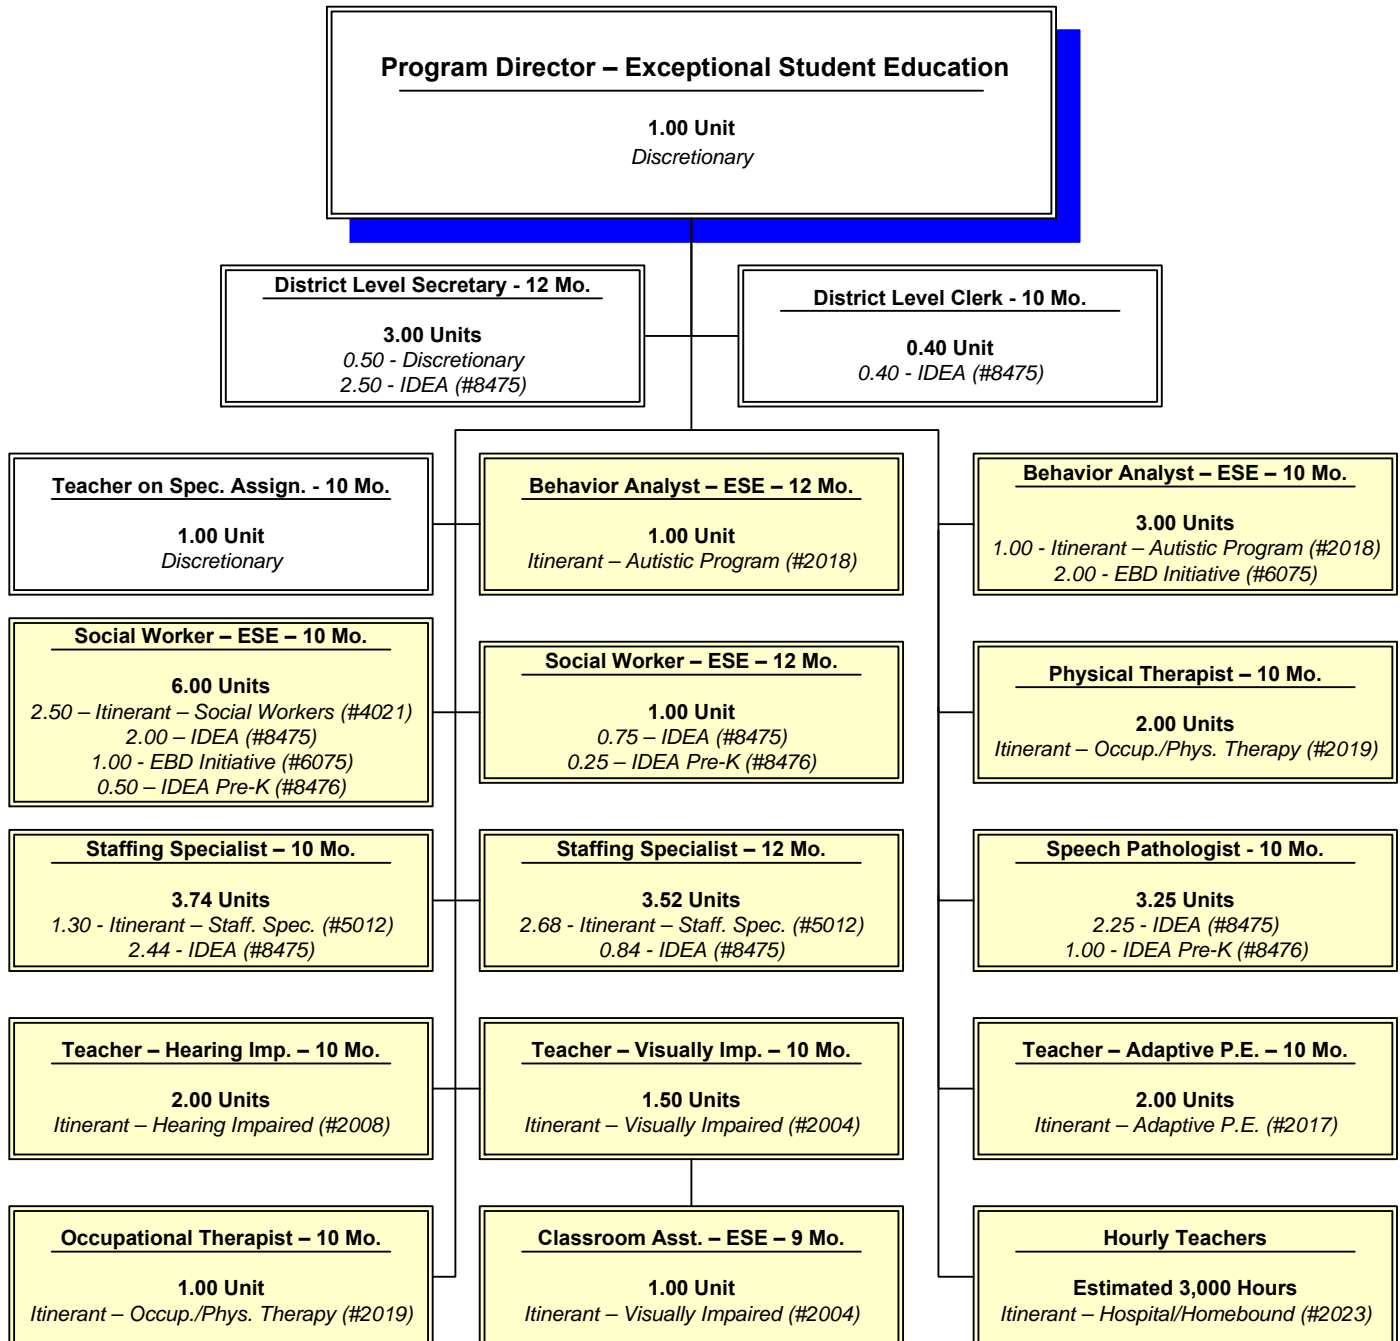 Program Director – Exceptional Student Education
1.00 Unit
Discretionary
District Level Secretary - 12 Mo.
3.00 Units
0.50 - Discretionary
2.50 - IDEA (#8475)
District Level Clerk - 10 Mo.
0.40 Unit
0.40 - IDEA (#8475)
Teacher on Spec. Assign. - 10 Mo.
1.00 Unit
Discretionary
Behavior Analyst – ESE – 12 Mo.
1.00 Unit
Itinerant – Autistic Program (#2018)
Behavior Analyst – ESE – 10 Mo.
3.00 Units
1.00 - Itinerant – Autistic Program (#2018)
2.00 - EBD Initiative (#6075)
Social Worker – ESE – 10 Mo.
6.00 Units
2.50 – Itinerant – Social Workers (#4021)
2.00 – IDEA (#8475)
1.00 - EBD Initiative (#6075)
0.50 – IDEA Pre-K (#8476)
Social Worker – ESE – 12 Mo.
1.00 Unit
0.75 – IDEA (#8475)
0.25 – IDEA Pre-K (#8476)
Physical Therapist – 10 Mo.
2.00 Units
Itinerant – Occup./Phys. Therapy (#2019)
Staffing Specialist – 10 Mo.
3.74 Units
1.30 - Itinerant – Staff. Spec. (#5012)
2.44 - IDEA (#8475)
Staffing Specialist – 12 Mo.
3.52 Units
2.68 - Itinerant – Staff. Spec. (#5012)
0.84 - IDEA (#8475)
Speech Pathologist - 10 Mo.
3.25 Units
2.25 - IDEA (#8475)
1.00 - IDEA Pre-K (#8476)
Teacher – Hearing Imp. – 10 Mo.
2.00 Units
Itinerant – Hearing Impaired (#2008)
Teacher – Visually Imp. – 10 Mo.
1.50 Units
Itinerant – Visually Impaired (#2004)
Teacher – Adaptive P.E. – 10 Mo.
2.00 Units
Itinerant – Adaptive P.E. (#2017)
Occupational Therapist – 10 Mo.
1.00 Unit
Itinerant – Occup./Phys. Therapy (#2019)
Classroom Asst. – ESE – 9 Mo.
1.00 Unit
Itinerant – Visually Impaired (#2004)
Hourly Teachers
Estimated 3,000 Hours
Itinerant – Hospital/Homebound (#2023)